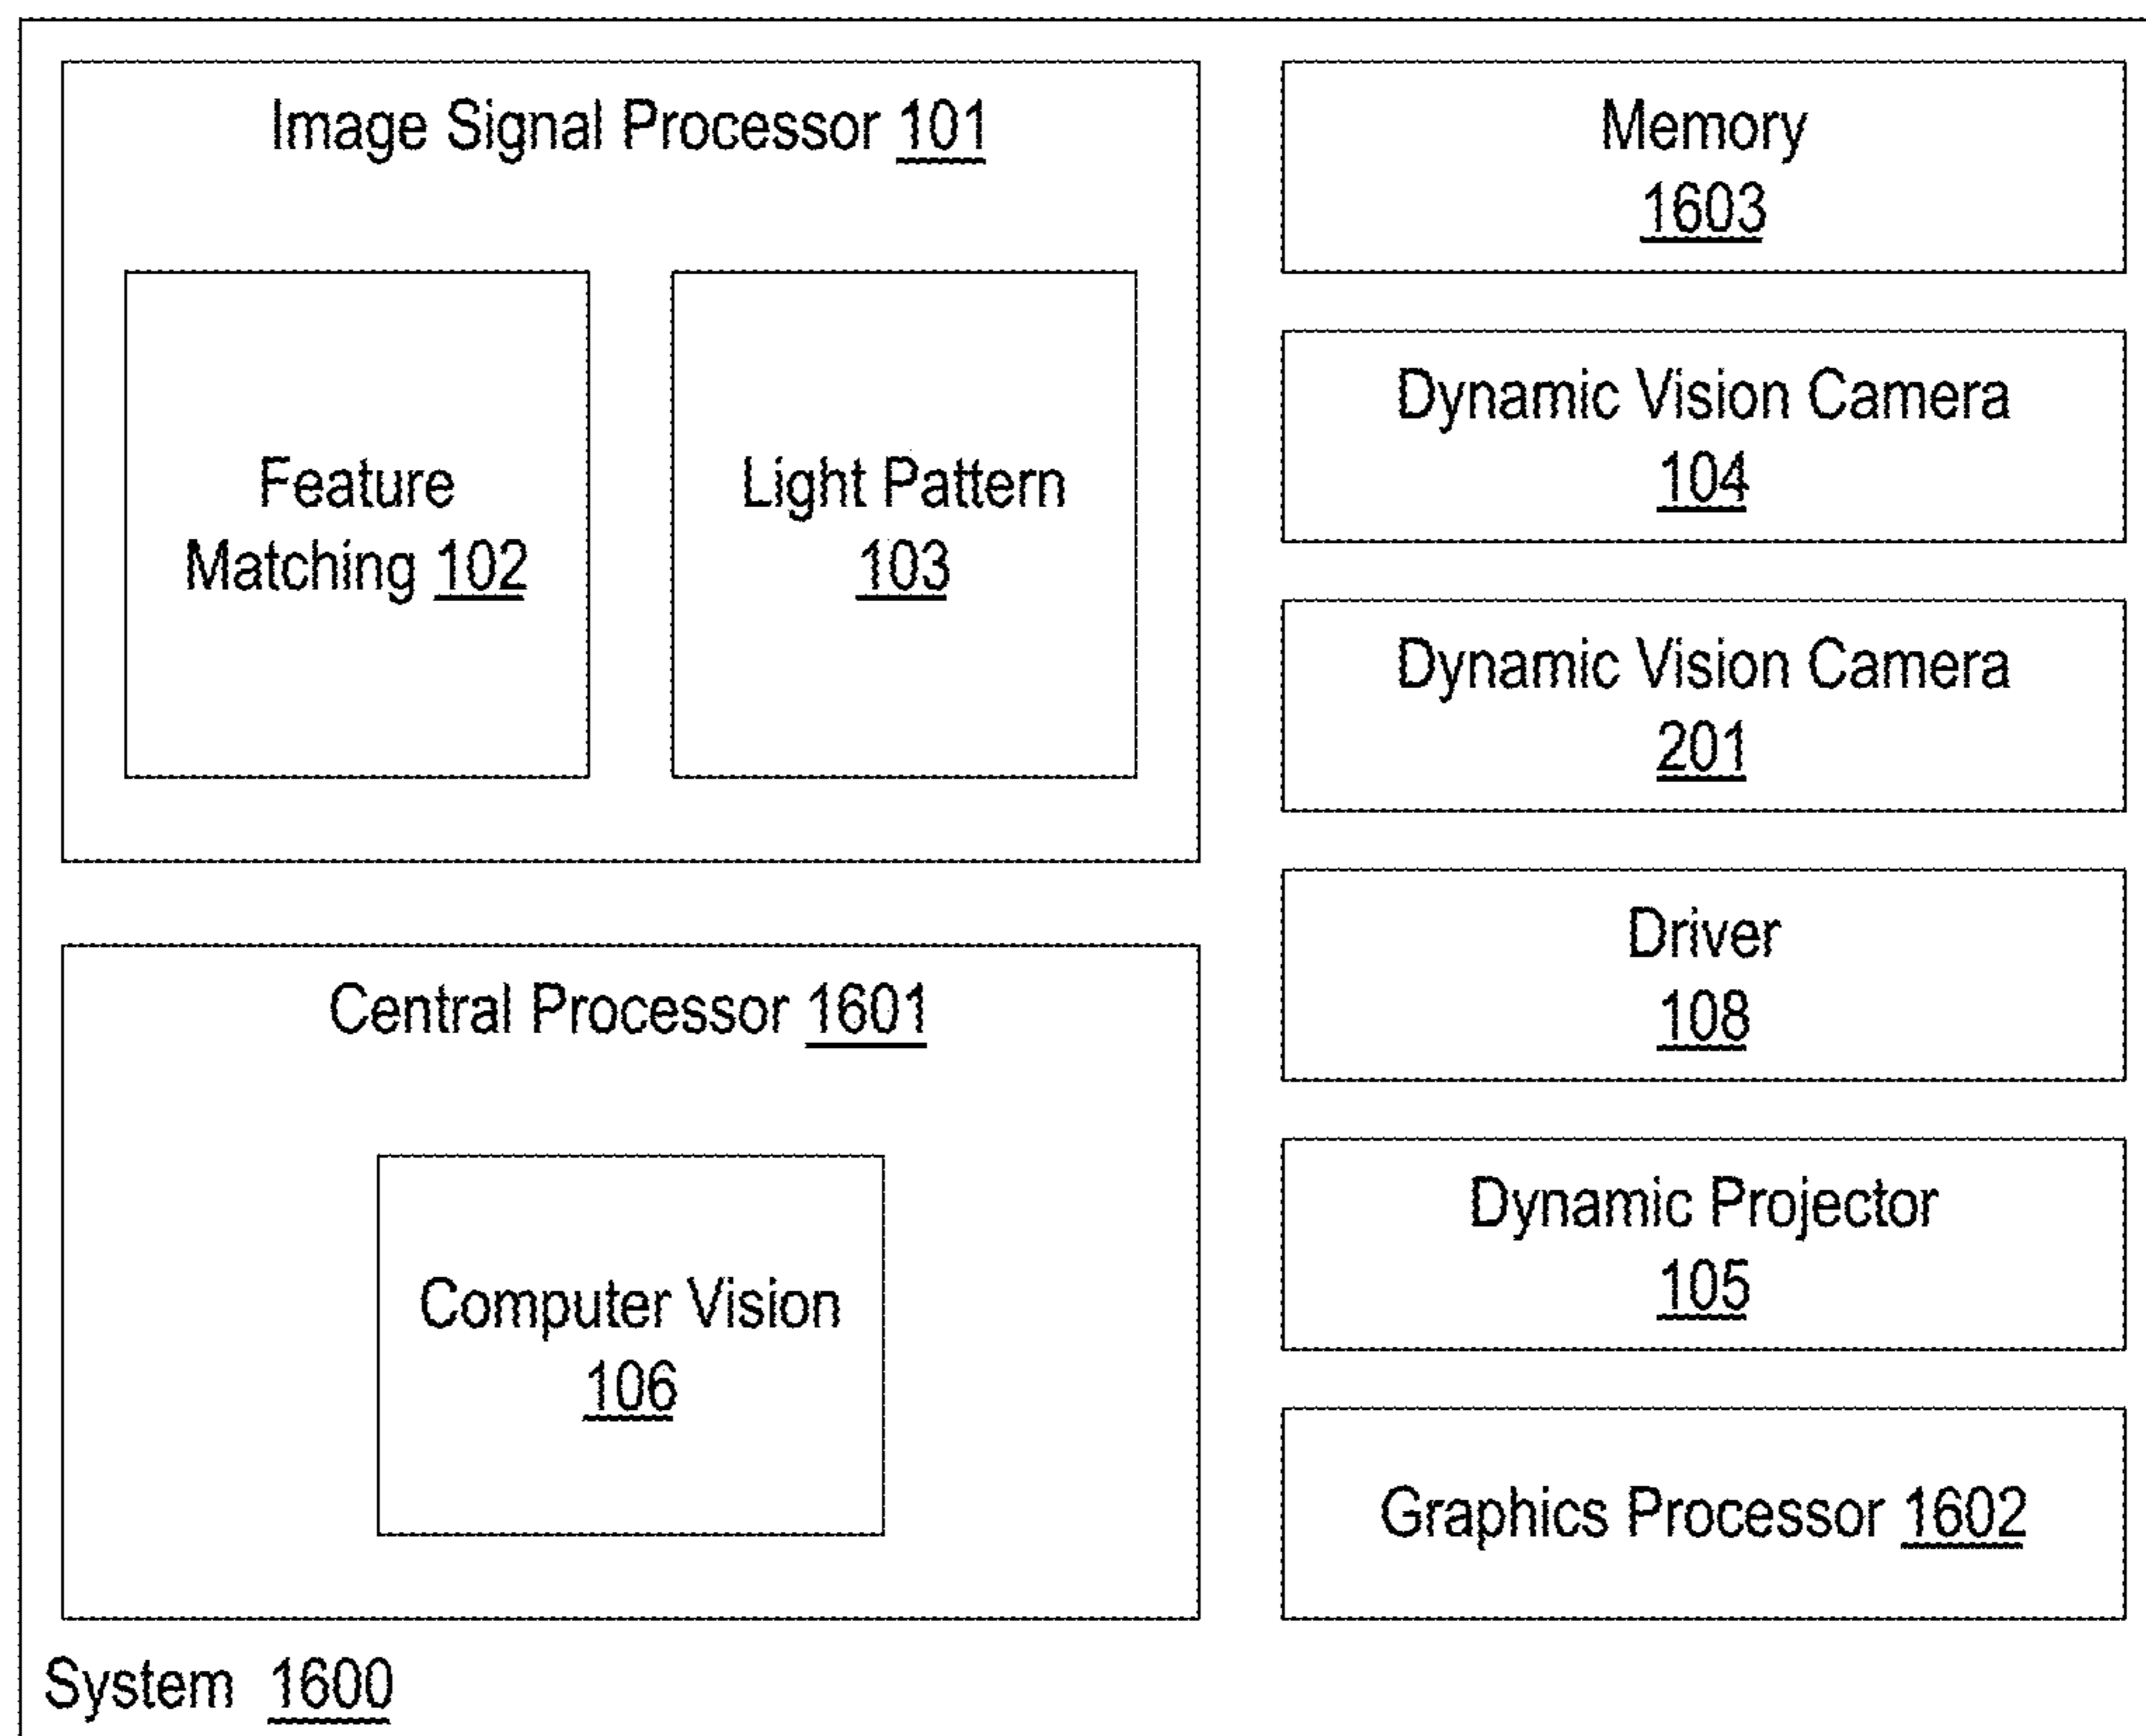 Image Signal Processor 101
Feature
Matching 102
Light Pattern
103
Central Processor 1601
Computer Vision
106
Memory
1603
Dynamic Vision Camera
104
Dynamic Vision Camera
201
Driver
108
Dynamic Projector
105
Graphics Processor 1602
System 1600